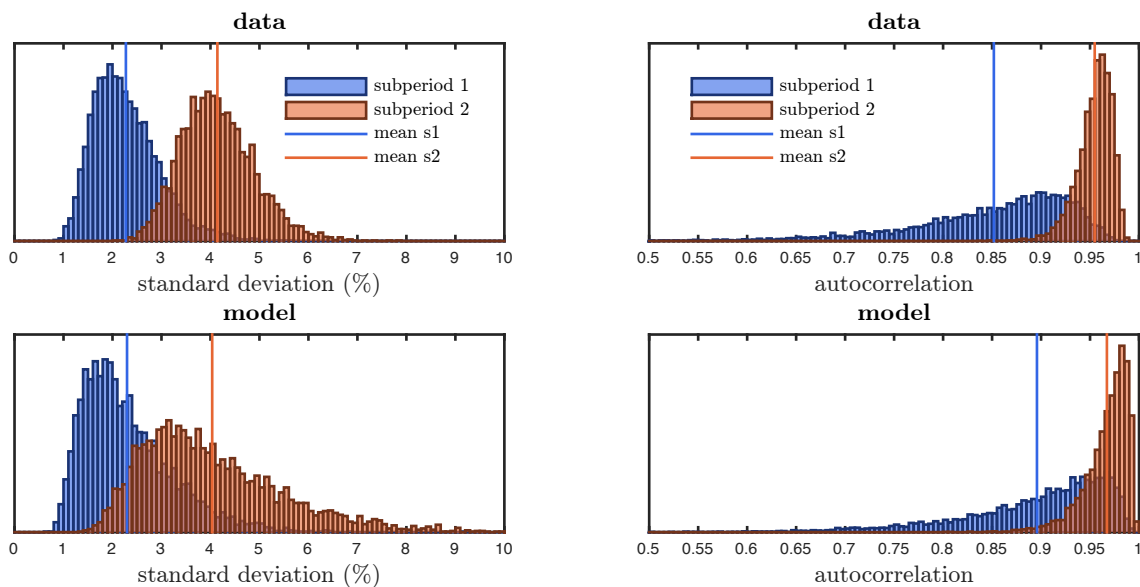 data
subperiod 1
subperiod 2
mean s1
mean s2
0 1 2 3 4 5 6 7 8 9 10
standard deviation (%)
data
subperiod 1
subperiod 2
mean s1
mean s2
0.5 0.55 0.6 0.65 0.7 0.75 0.8 0.85 0.9 0.95 1
autocorrelation
model
0 1 2 3 4 5 6 7 8 9 10
standard deviation (%)
model
0.5 0.55 0.6 0.65 0.7 0.75 0.8 0.85 0.9 0.95 1
autocorrelation